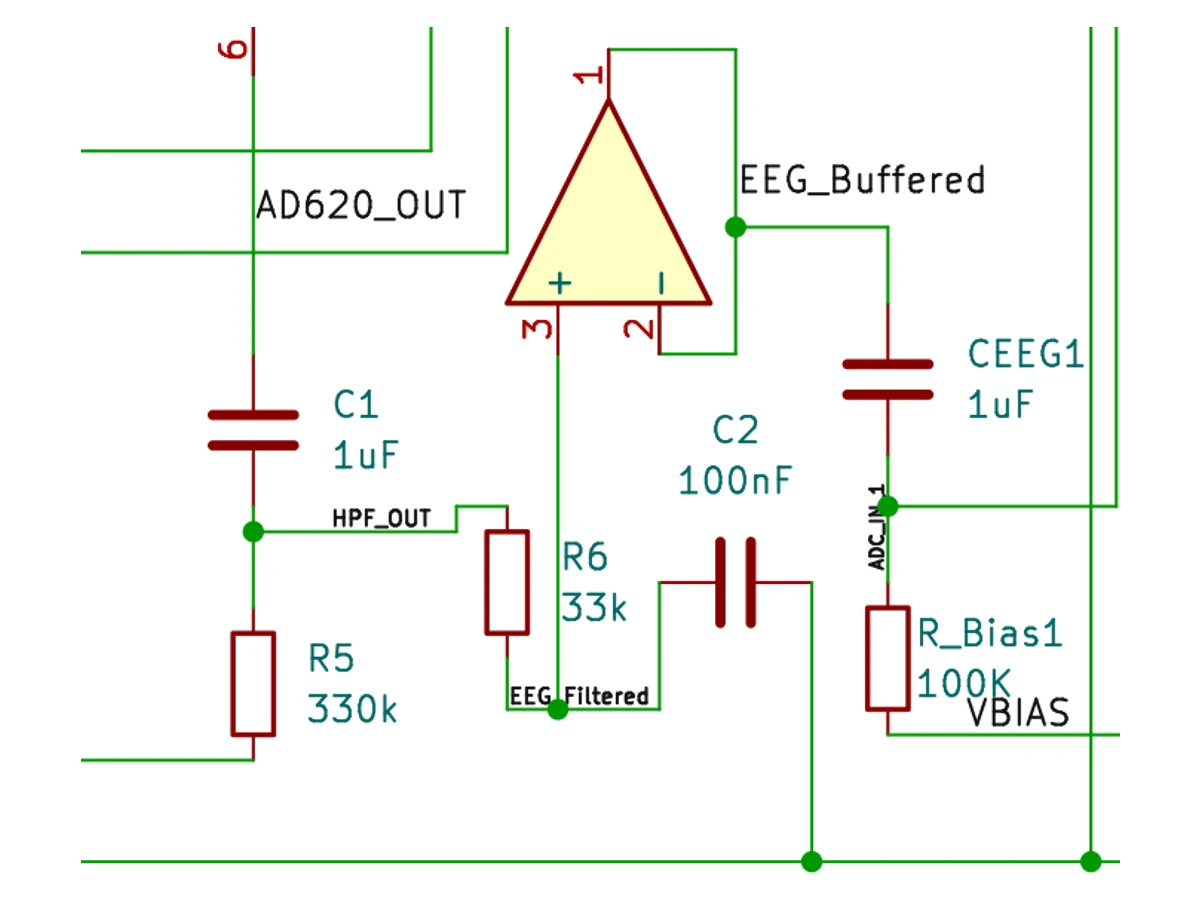 6
1
EEG_Buffered
AD620_OUT
+
-
3
2
CEEG1
1uF
C1
1uF
C2
100nF
HPF_OUT
ADC_IN_1
R6
33k
R_Bias1
100K
R5
330k
EEG_Filtered
VBIAS